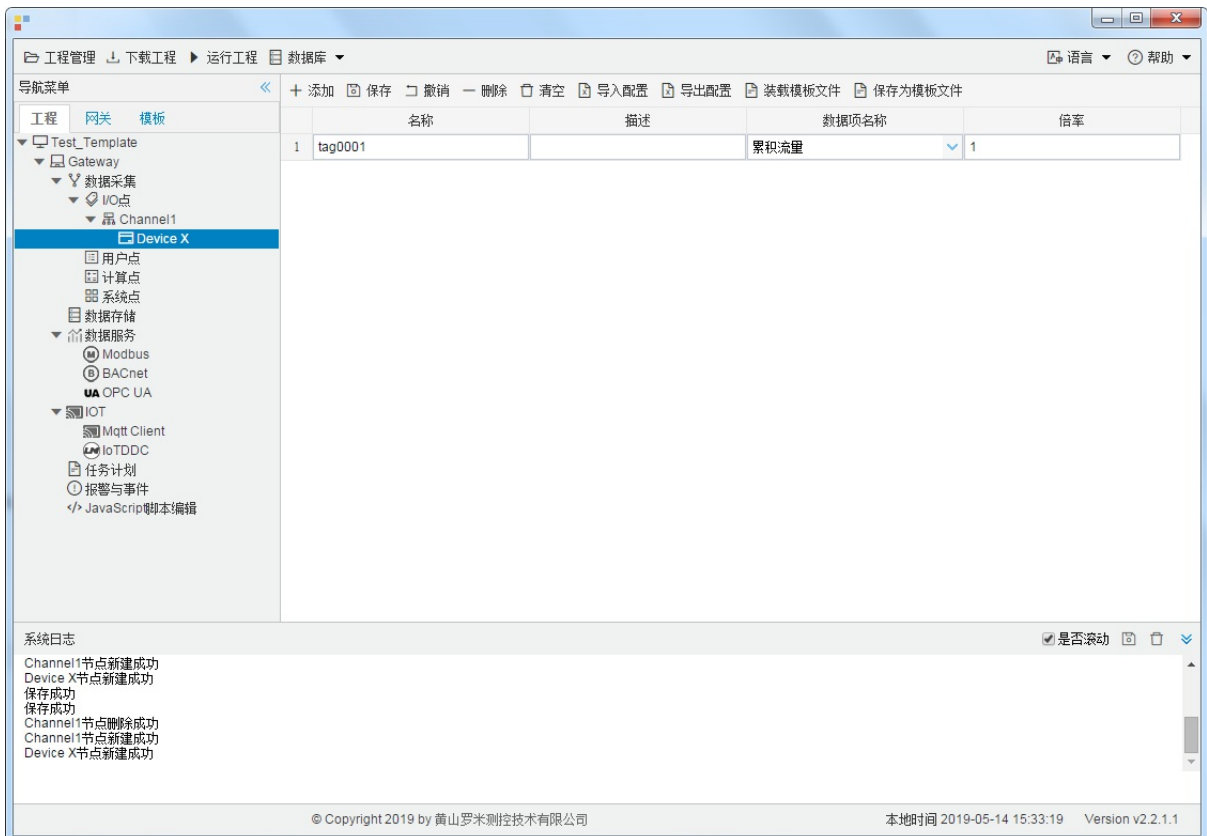 工程管理 下载工程 运行工程 数据库 语言 帮助
导航菜单
工程 网关 模板
Test_Template
Gateway
数据采集
I/O点
Channel1
Device X
用户点
计算点
系统点
数据存储
数据服务
Modbus
BACnet
UA OPC UA
IOT
Mqtt Client
IoTDDC
任务计划
报警与事件
JavaScript脚本编辑
添加 保存 撤销 删除 清空 导入配置 导出配置 装载模板文件 保存为模板文件
名称 描述 数据项名称 倍率
1 tag0001 累积流量 1
系统日志 是否滚动
Channel1节点新建成功
Device X节点新建成功
保存成功
保存成功
Channel1节点删除成功
Channel1节点新建成功
Device X节点新建成功
© Copyright 2019 by 黄山罗米测控技术有限公司 本地时间 2019-05-14 15:33:19 Version v2.2.1.1